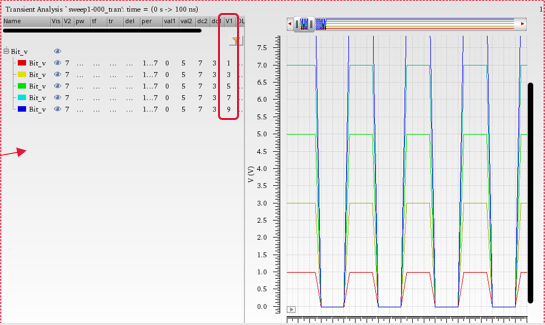 Transient Analysis `sweep1-000_tran': time = (0 s -> 100 ns)
1
Name Vis V2 pw tf tr del per val1 val2 dc2 dc V1
Bit_v
Bit_v 7 ... ... ... ... 1...7 0 5 7 3 1
Bit_v 7 ... ... ... ... 1...7 0 5 7 3 3
Bit_v 7 ... ... ... ... 1...7 0 5 7 3 5
Bit_v 7 ... ... ... ... 1...7 0 5 7 3 7
Bit_v 7 ... ... ... ... 1...7 0 5 7 3 9
V (V)
7.5
7.0
6.5
6.0
5.5
5.0
4.5
4.0
3.5
3.0
2.5
2.0
1.5
1.0
0.5
0.0